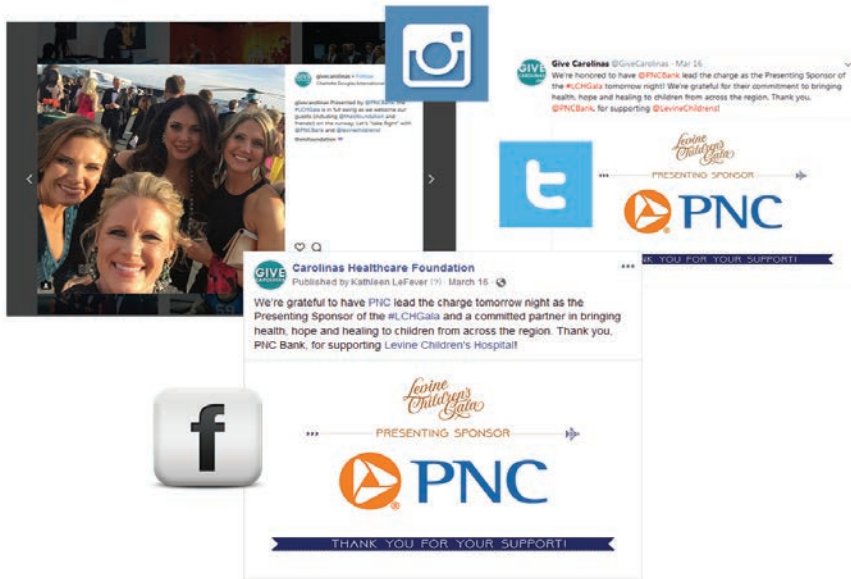 givecarolinas • Follow
Charlotte Douglas International
givecarolinas Presented by @PNCBank, the
#LCHGala is in full swing as we welcome our
guests (including
friends) on the runway. Let's "take flight" with
@PNCBank and @levinechildrens!
Give Carolinas @GiveCarolinas · Mar 16
We're honored to have @PNCBank lead the charge as the Presenting Sponsor of
the #LCHGala tomorrow night! We're grateful for their commitment to bringing
health, hope and healing to children from across the region. Thank you,
@PNCBank, for supporting @LevineChildrens!
GIVE
CAROLINAS
Levine
Children's
Gala
PRESENTING SPONSOR
PNC
NK YOU FOR YOUR SUPPORT!
GIVE
CAROLINAS
Carolinas Healthcare Foundation
Published by Kathleen LeFever [?] · March 16 ·
We're grateful to have PNC lead the charge tomorrow night as the
Presenting Sponsor of the #LCHGala and a committed partner in bringing
health, hope and healing to children from across the region. Thank you,
PNC Bank, for supporting Levine Children's Hospital!
f
Levine
Children's
Gala
PRESENTING SPONSOR
PNC
THANK YOU FOR YOUR SUPPORT!